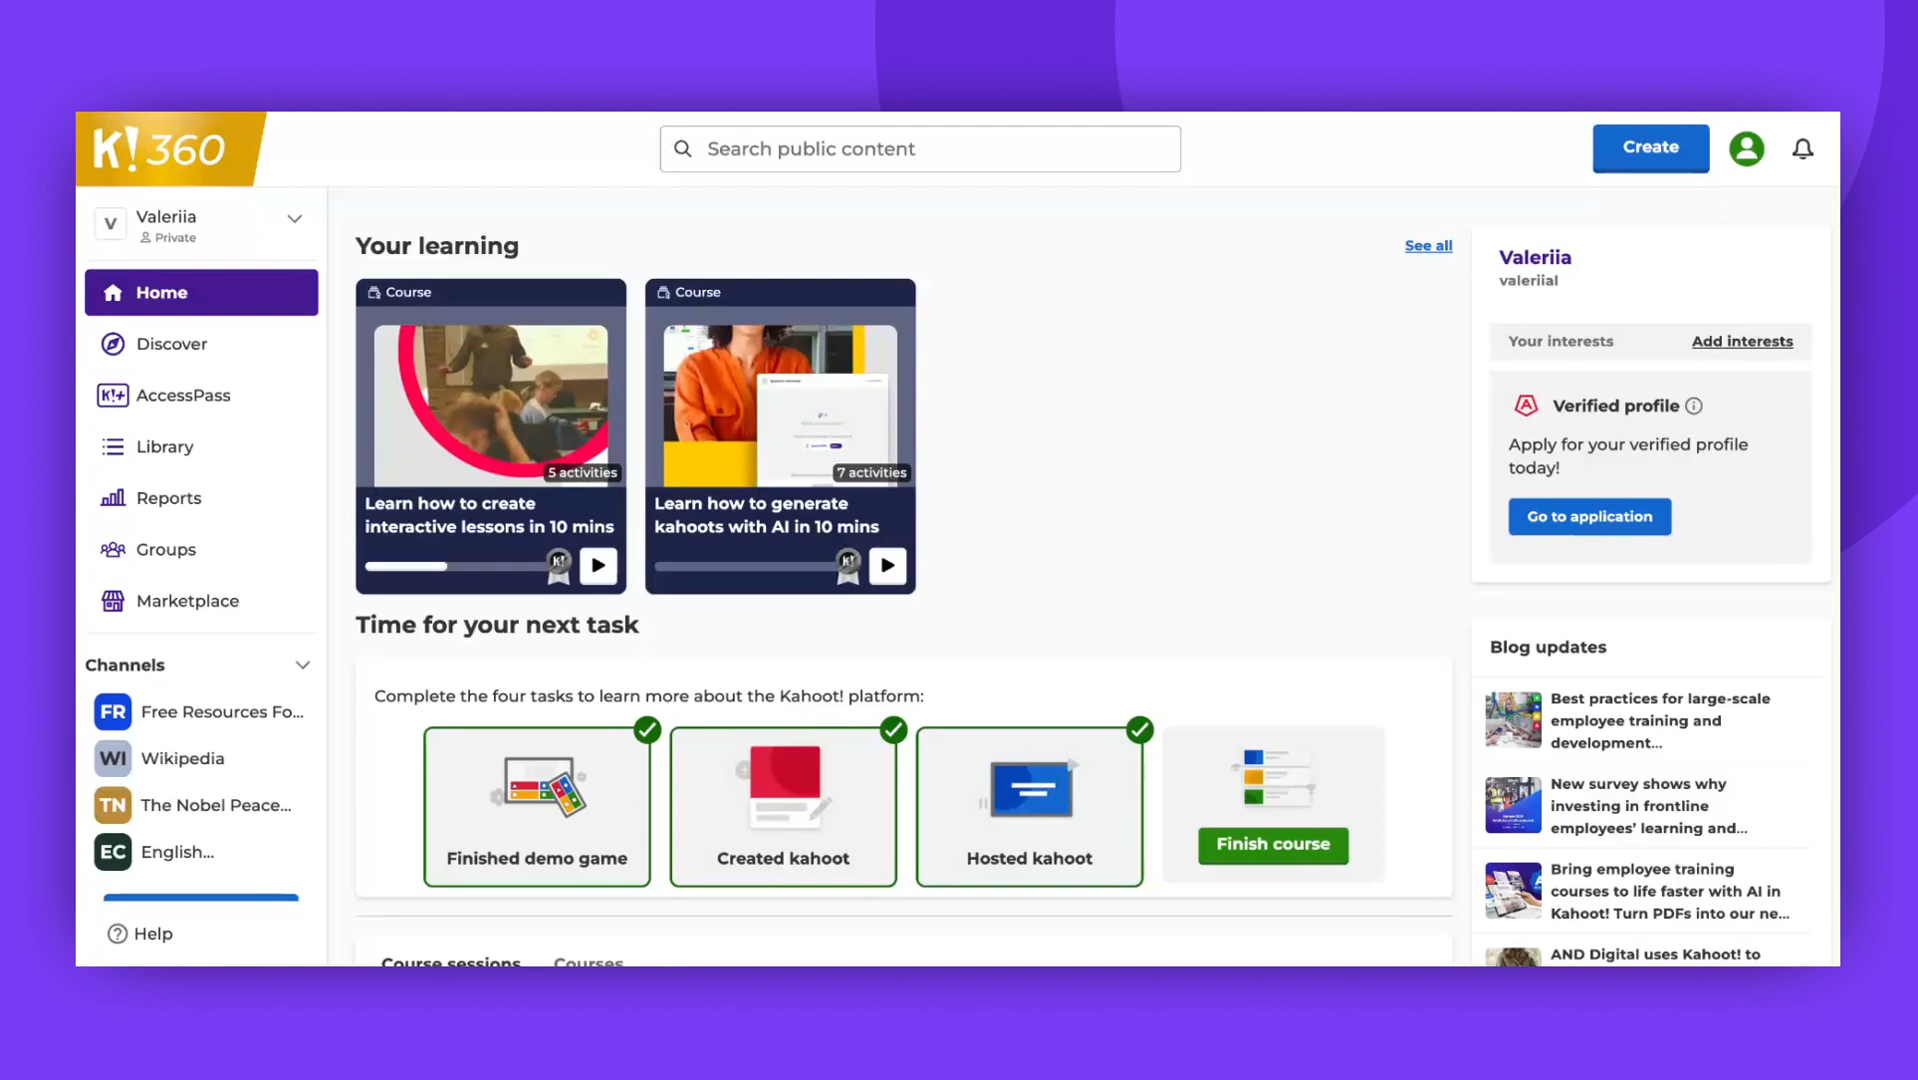 K! 360
Search public content
Create
V
Valeriia
Private
Home
Discover
K!+ AccessPass
Library
Reports
Groups
Marketplace
Channels
FR Free Resources Fo...
WI Wikipedia
TN The Nobel Peace...
EC English...
Help
Your learning
See all
Course
5 activities
Learn how to create
interactive lessons in 10 mins
K!
Course
7 activities
Learn how to generate
kahoots with AI in 10 mins
K!
Time for your next task
Complete the four tasks to learn more about the Kahoot! platform:
Finished demo game
Created kahoot
Hosted kahoot
Finish course
Course sessions
Courses
Valeriia
valeriial
Your interests
Add interests
Verified profile
Apply for your verified profile
today!
Go to application
Blog updates
Best practices for large-scale
employee training and
development...
New survey shows why
investing in frontline
employees’ learning and...
Bring employee training
courses to life faster with AI in
Kahoot! Turn PDFs into our ne...
AND Digital uses Kahoot! to